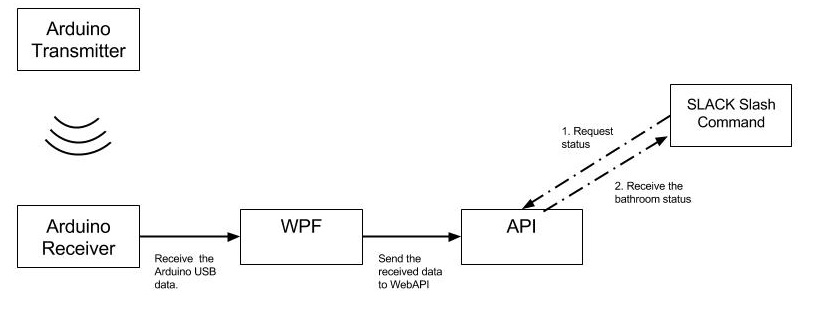 Arduino
Transmitter
SLACK Slash
Command
1. Request
status
2. Receive the
bathroom status
Arduino
Receiver
WPF
API
Receive the
Arduino USB
data.
Send the
received data
to WebAPI